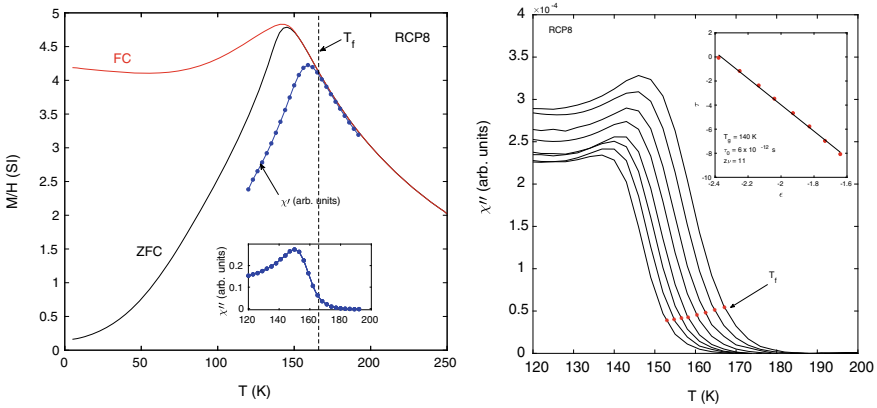 FC
T_f
RCP8
χ′ (arb. units)
ZFC
M/H (SI)
5
4.5
4
3.5
3
2.5
2
1.5
1
0.5
0
0 50 100 150 200 250
T (K)
χ′′ (arb. units)
0.2
0.1
0
120 140 160 180 200
×10⁻⁴
RCP8
χ′′ (arb. units)
4
3.5
3
2.5
2
1.5
1
0.5
0
120 130 140 150 160 170 180 190 200
T (K)
T_f
2
0
-2
-4
-6
-8
-10
-2.4 -2.2 -2 -1.8 -1.6
ϵ
τ
T_g = 140 K
τ_0 = 6 x 10⁻¹² s
zν = 11